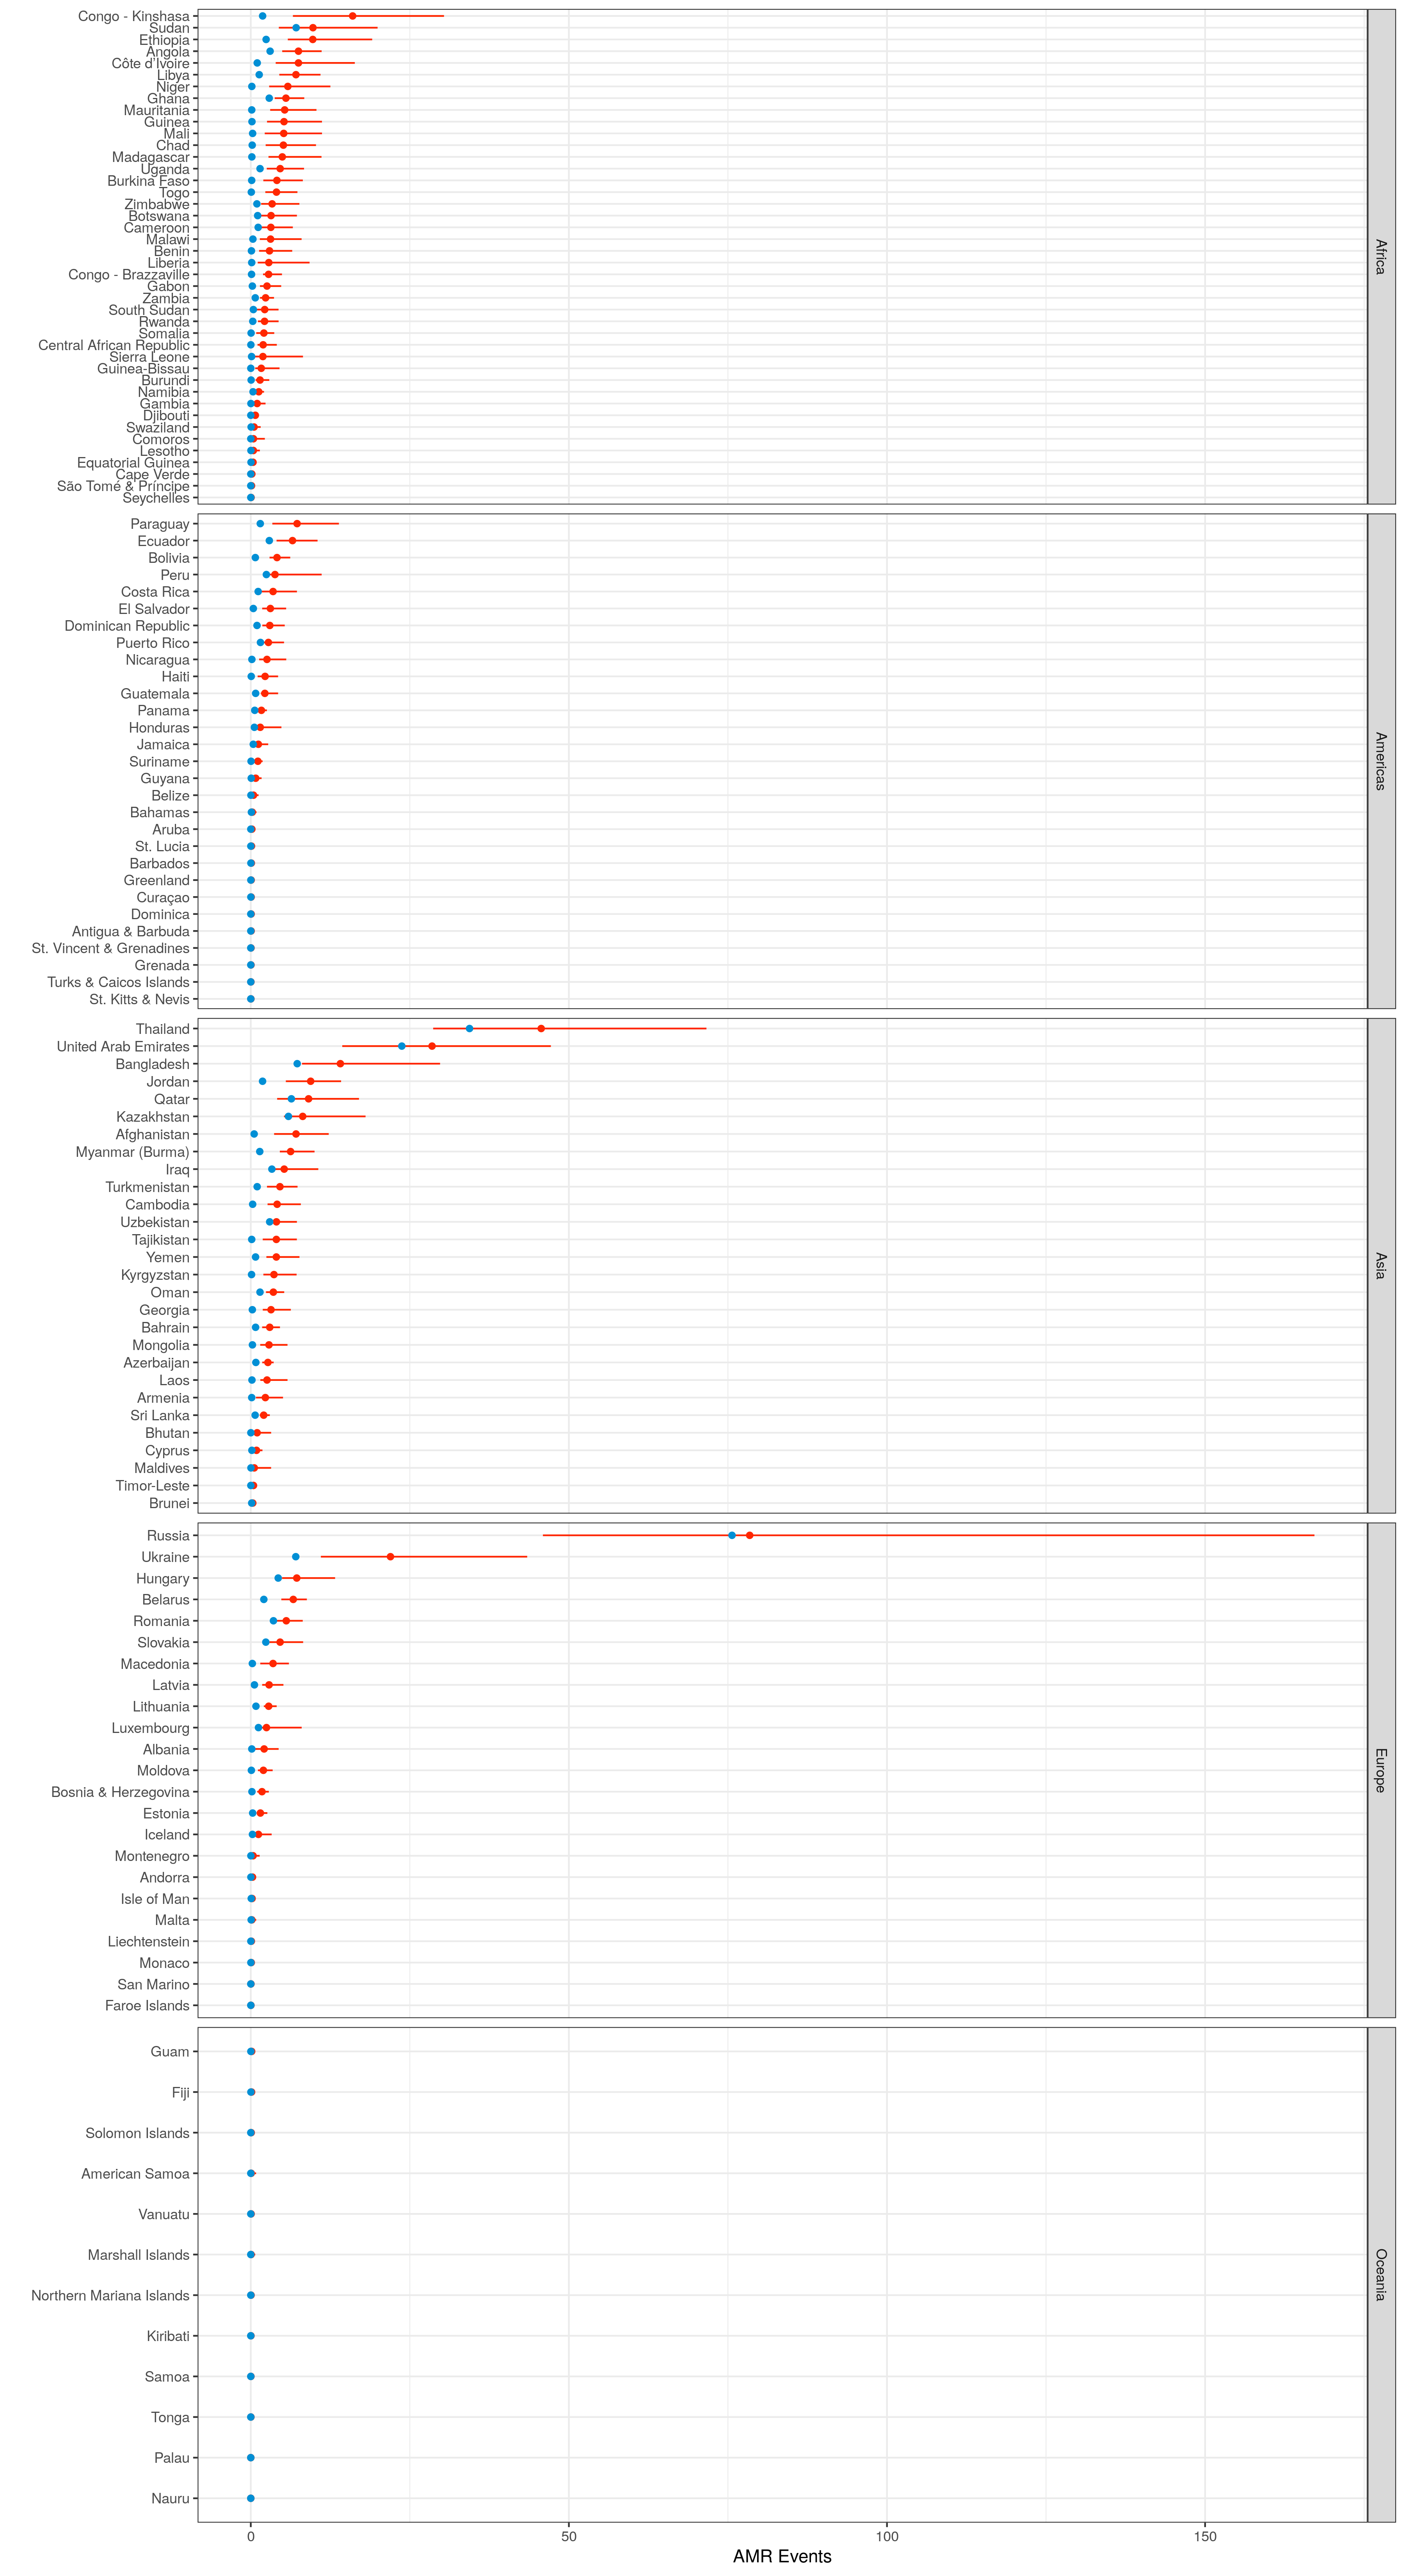 Congo - Kinshasa
Sudan
Ethiopia
Angola
Côte d'Ivoire
Libya
Niger
Ghana
Mauritania
Guinea
Mali
Chad
Madagascar
Uganda
Burkina Faso
Togo
Zimbabwe
Botswana
Cameroon
Malawi
Benin
Liberia
Congo - Brazzaville
Gabon
Zambia
South Sudan
Rwanda
Somalia
Central African Republic
Sierra Leone
Guinea-Bissau
Burundi
Namibia
Gambia
Djibouti
Swaziland
Comoros
Lesotho
Equatorial Guinea
Cape Verde
São Tomé & Príncipe
Seychelles
Africa
Paraguay
Ecuador
Bolivia
Peru
Costa Rica
El Salvador
Dominican Republic
Puerto Rico
Nicaragua
Haiti
Guatemala
Panama
Honduras
Jamaica
Suriname
Guyana
Belize
Bahamas
Aruba
St. Lucia
Barbados
Greenland
Curaçao
Dominica
Antigua & Barbuda
St. Vincent & Grenadines
Grenada
Turks & Caicos Islands
St. Kitts & Nevis
Americas
Thailand
United Arab Emirates
Bangladesh
Jordan
Qatar
Kazakhstan
Afghanistan
Myanmar (Burma)
Iraq
Turkmenistan
Cambodia
Uzbekistan
Tajikistan
Yemen
Kyrgyzstan
Oman
Georgia
Bahrain
Mongolia
Azerbaijan
Laos
Armenia
Sri Lanka
Bhutan
Cyprus
Maldives
Timor-Leste
Brunei
Asia
Russia
Ukraine
Hungary
Belarus
Romania
Slovakia
Macedonia
Latvia
Lithuania
Luxembourg
Albania
Moldova
Bosnia & Herzegovina
Estonia
Iceland
Montenegro
Andorra
Isle of Man
Malta
Liechtenstein
Monaco
San Marino
Faroe Islands
Europe
Guam
Fiji
Solomon Islands
American Samoa
Vanuatu
Marshall Islands
Northern Mariana Islands
Kiribati
Samoa
Tonga
Palau
Nauru
Oceania
0 50 100 150
AMR Events